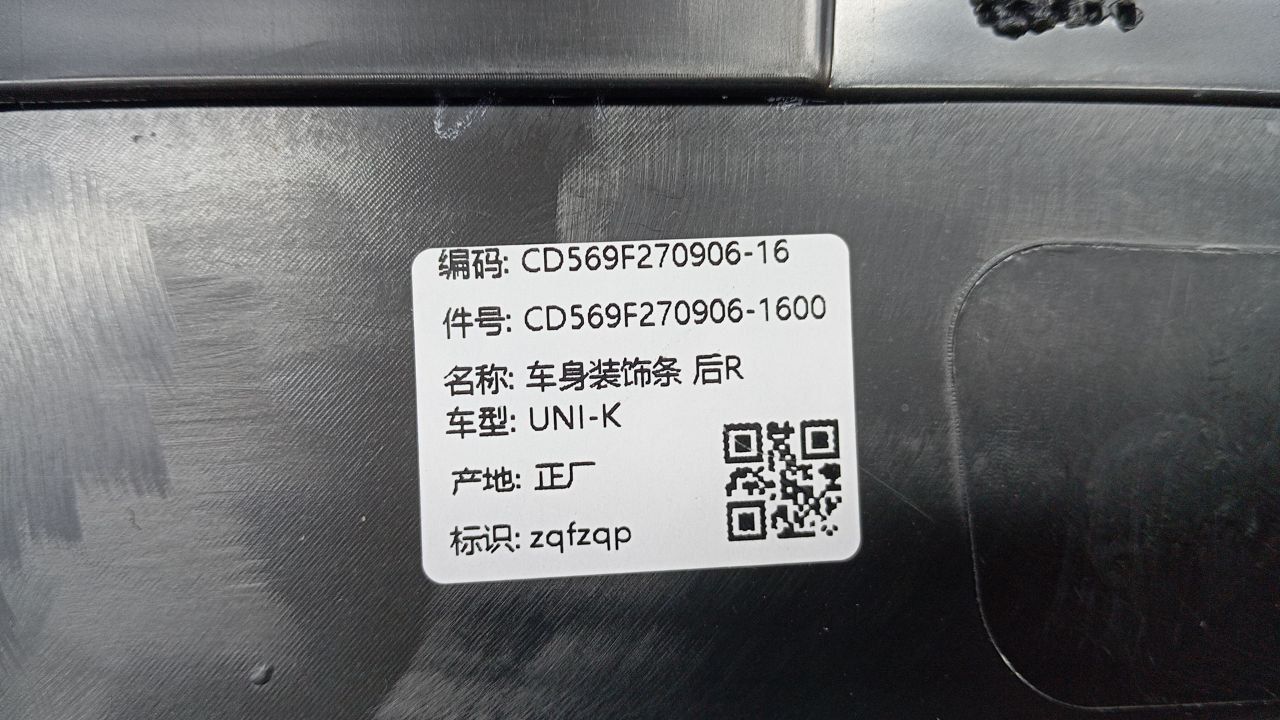 编码: CD569F270906-16
件号: CD569F270906-1600
名称: 车身装饰条 后R
车型: UNI-K
产地: 正厂
标识: zqfzqp